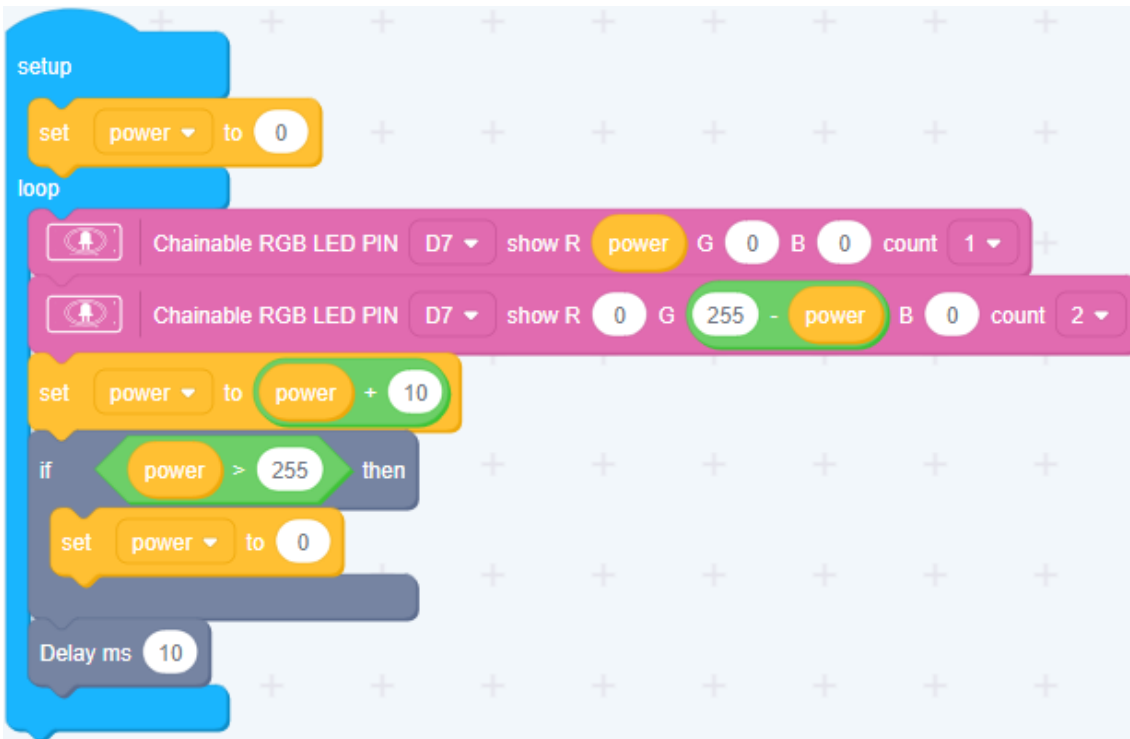 setup
set power to 0
loop
Chainable RGB LED PIN D7 show R power G 0 B 0 count 1
Chainable RGB LED PIN D7 show R 0 G 255 - power B 0 count 2
set power to power + 10
if power > 255 then
set power to 0
Delay ms 10